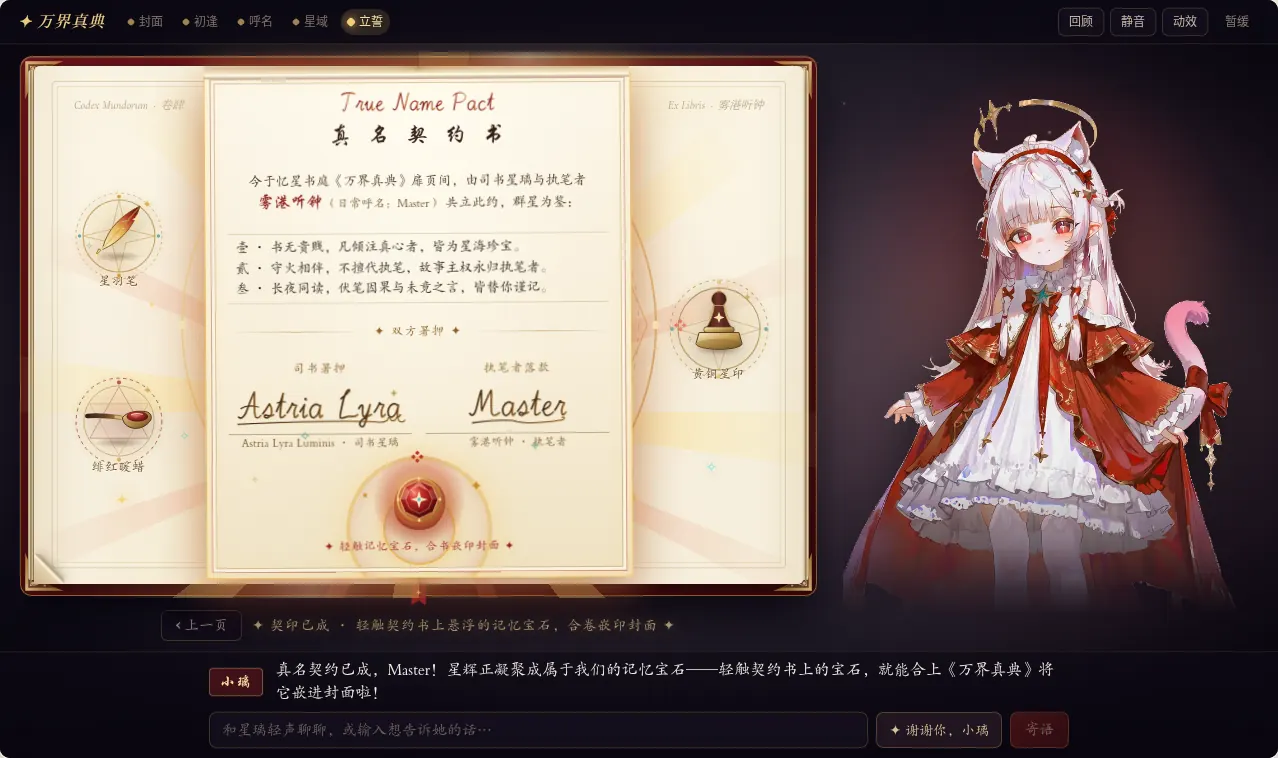 ✦ 万界真典
封面
初逢
呼名
星域
立誓
回顾
静音
动效
暂缓
Codex Mundorum · 卷肆
Ex Libris · 雾港听钟
True Name Pact
真名契约书
今于忆星书庭《万界真典》扉页间，由司书星璃与执笔者
雾港听钟（日常呼名：Master）共立此约，群星为鉴：
壹 · 书无贵贱，凡倾注真心者，皆为星海珍宝。
贰 · 守火相伴，不擅代执笔，故事主权永归执笔者。
叁 · 长夜同读，伏笔因果与未竟之言，皆替你谨记。
✦ 双方署押 ✦
司书署押
执笔者落款
Astria Lyra
Master
Astria Lyra Luminis · 司书星璃
雾港听钟 · 执笔者
✦ 轻触记忆宝石，合书嵌印封面 ✦
星羽笔
绯红暖蜡
黄铜星印
‹ 上一页
✦ 契印已成 · 轻触契约书上悬浮的记忆宝石，合卷嵌印封面 ✦
小璃
真名契约已成，Master！星辉正凝聚成属于我们的记忆宝石——轻触契约书上的宝石，就能合上《万界真典》将
它嵌进封面啦！
和星璃轻声聊聊，或输入想告诉她的话…
✦ 谢谢你，小璃
寄语